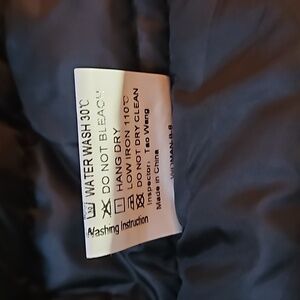 Washing Instruction
WATER WASH 30℃
DO NOT BLEACH
HANG DRY
LOW IRON 110℃
DO NOT DRY CLEAN
Inspector: Tao Wang
Made in China